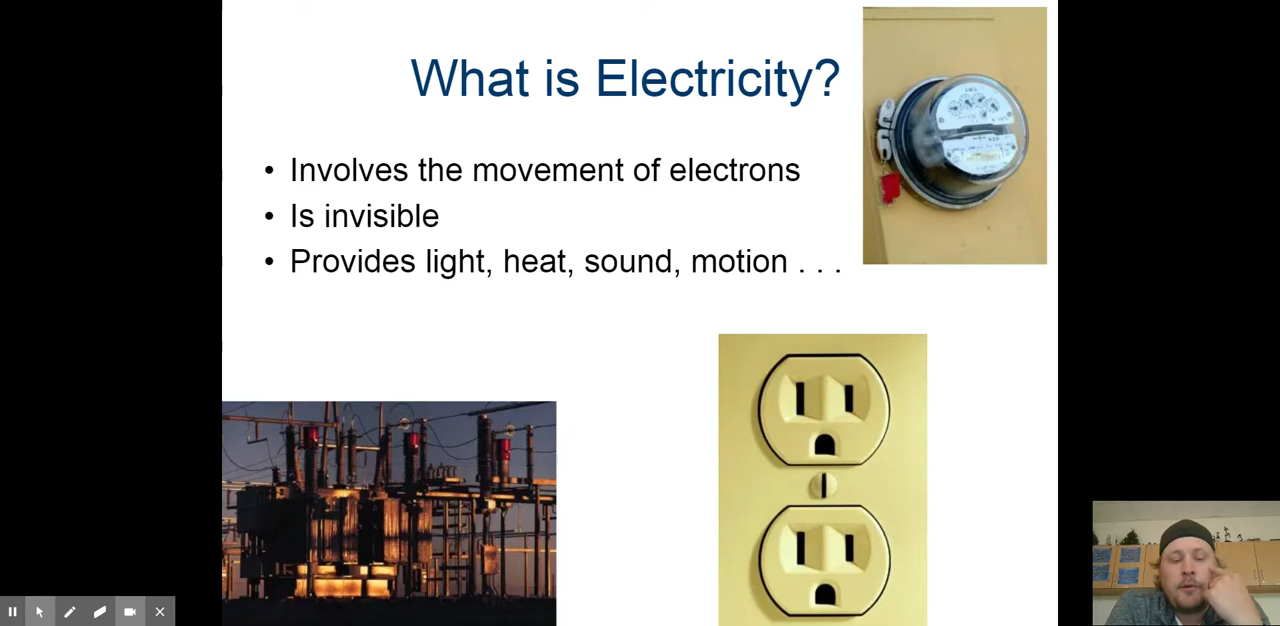 What is Electricity?
• Involves the movement of electrons
• Is invisible
• Provides light, heat, sound, motion . . .